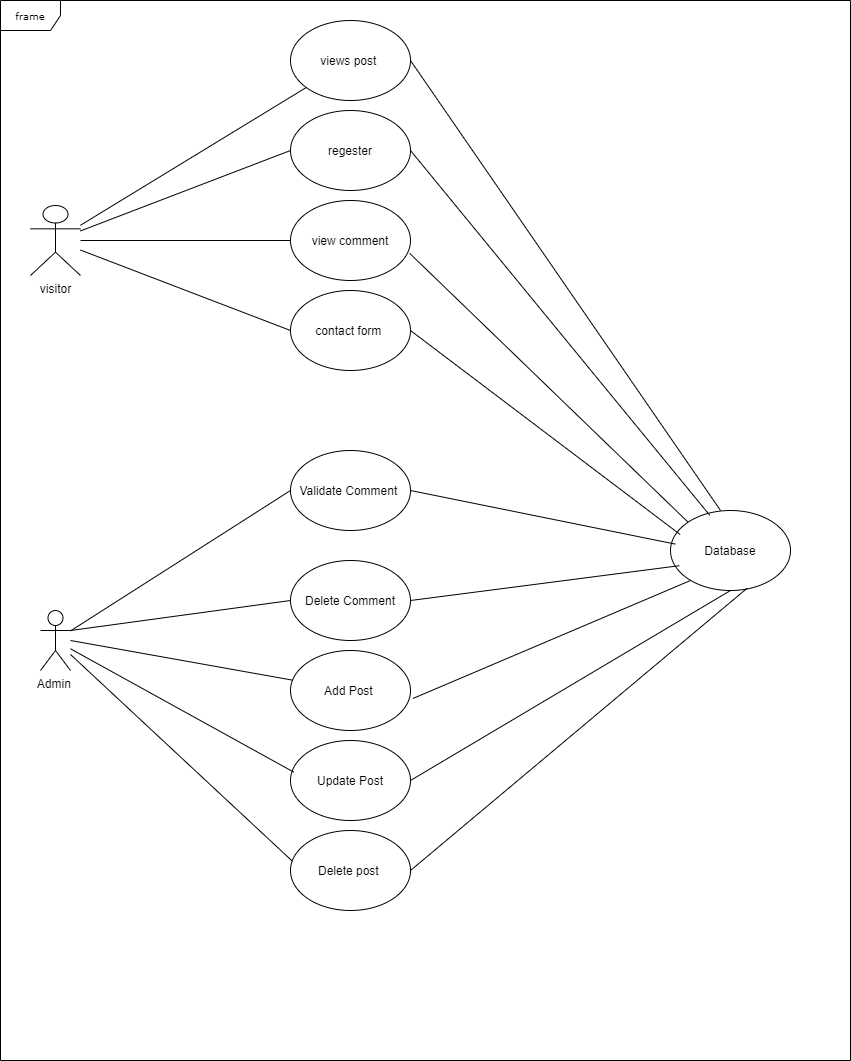 frame
views post
regester
view comment
visitor
contact form
Validate Comment
Database
Delete Comment
Admin
Add Post
Update Post
Delete post